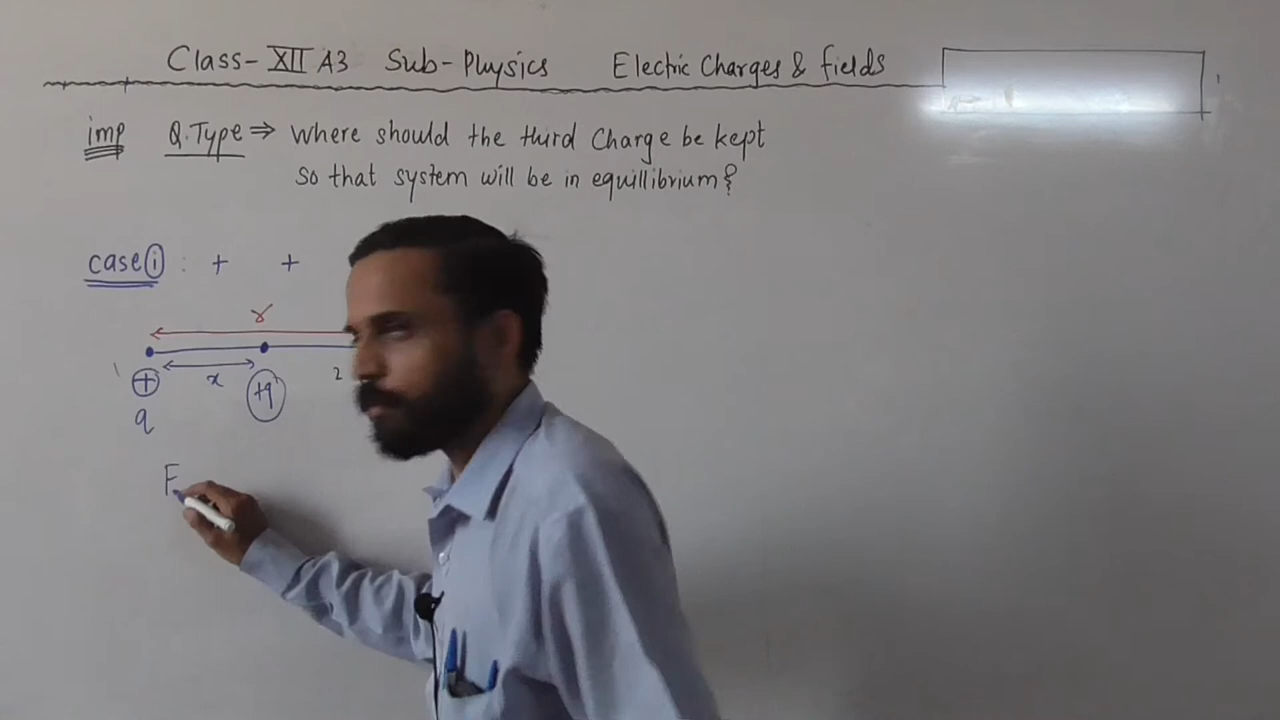 Class- XII A3 Sub- Physics Electric Charges & fields
imp Q.Type ⇒ Where should the third Charge be kept
so that system will be in equillibrium?
case (i) : + +
r
x 2
+ +q
q
F